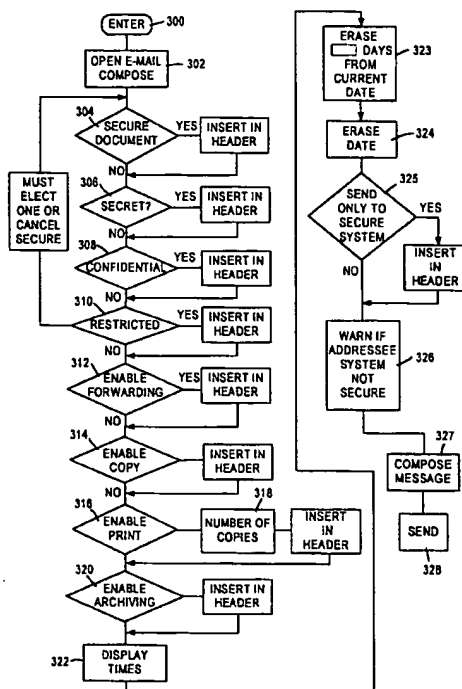 ENTER
300
OPEN E-MAIL
COMPOSE
302
304
SECURE
DOCUMENT
YES
INSERT IN
HEADER
NO
MUST
ELECT
ONE OR
CANCEL
SECURE
306
SECRET?
YES
INSERT IN
HEADER
NO
308
CONFIDENTIAL
YES
INSERT IN
HEADER
NO
310
RESTRICTED
YES
INSERT IN
HEADER
NO
312
ENABLE
FORWARDING
YES
INSERT IN
HEADER
NO
314
ENABLE
COPY
INSERT IN
HEADER
NO
316
ENABLE
PRINT
318
NUMBER OF
COPIES
INSERT
IN
HEADER
320
ENABLE
ARCHIVING
INSERT IN
HEADER
322
DISPLAY
TIMES
ERASE
DAYS
FROM
CURRENT
DATE
323
ERASE
DATE
324
325
SEND
ONLY TO
SECURE
SYSTEM
YES
INSERT
IN
HEADER
NO
WARN IF
ADDRESSEE
SYSTEM
NOT
SECURE
326
327
COMPOSE
MESSAGE
SEND
328